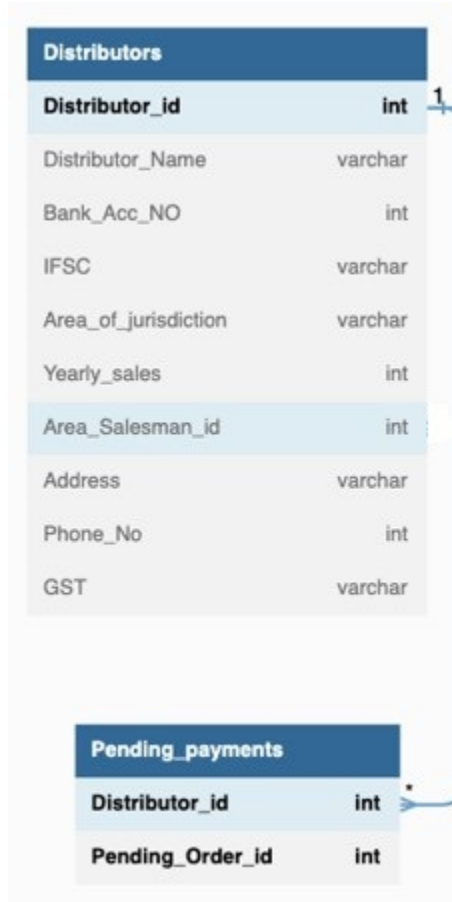 Distributors
Distributor_id int 1
Distributor_Name varchar
Bank_Acc_NO int
IFSC varchar
Area_of_jurisdiction varchar
Yearly_sales int
Area_Salesman_id int
Address varchar
Phone_No int
GST varchar
Pending_payments
Distributor_id int *
Pending_Order_id int